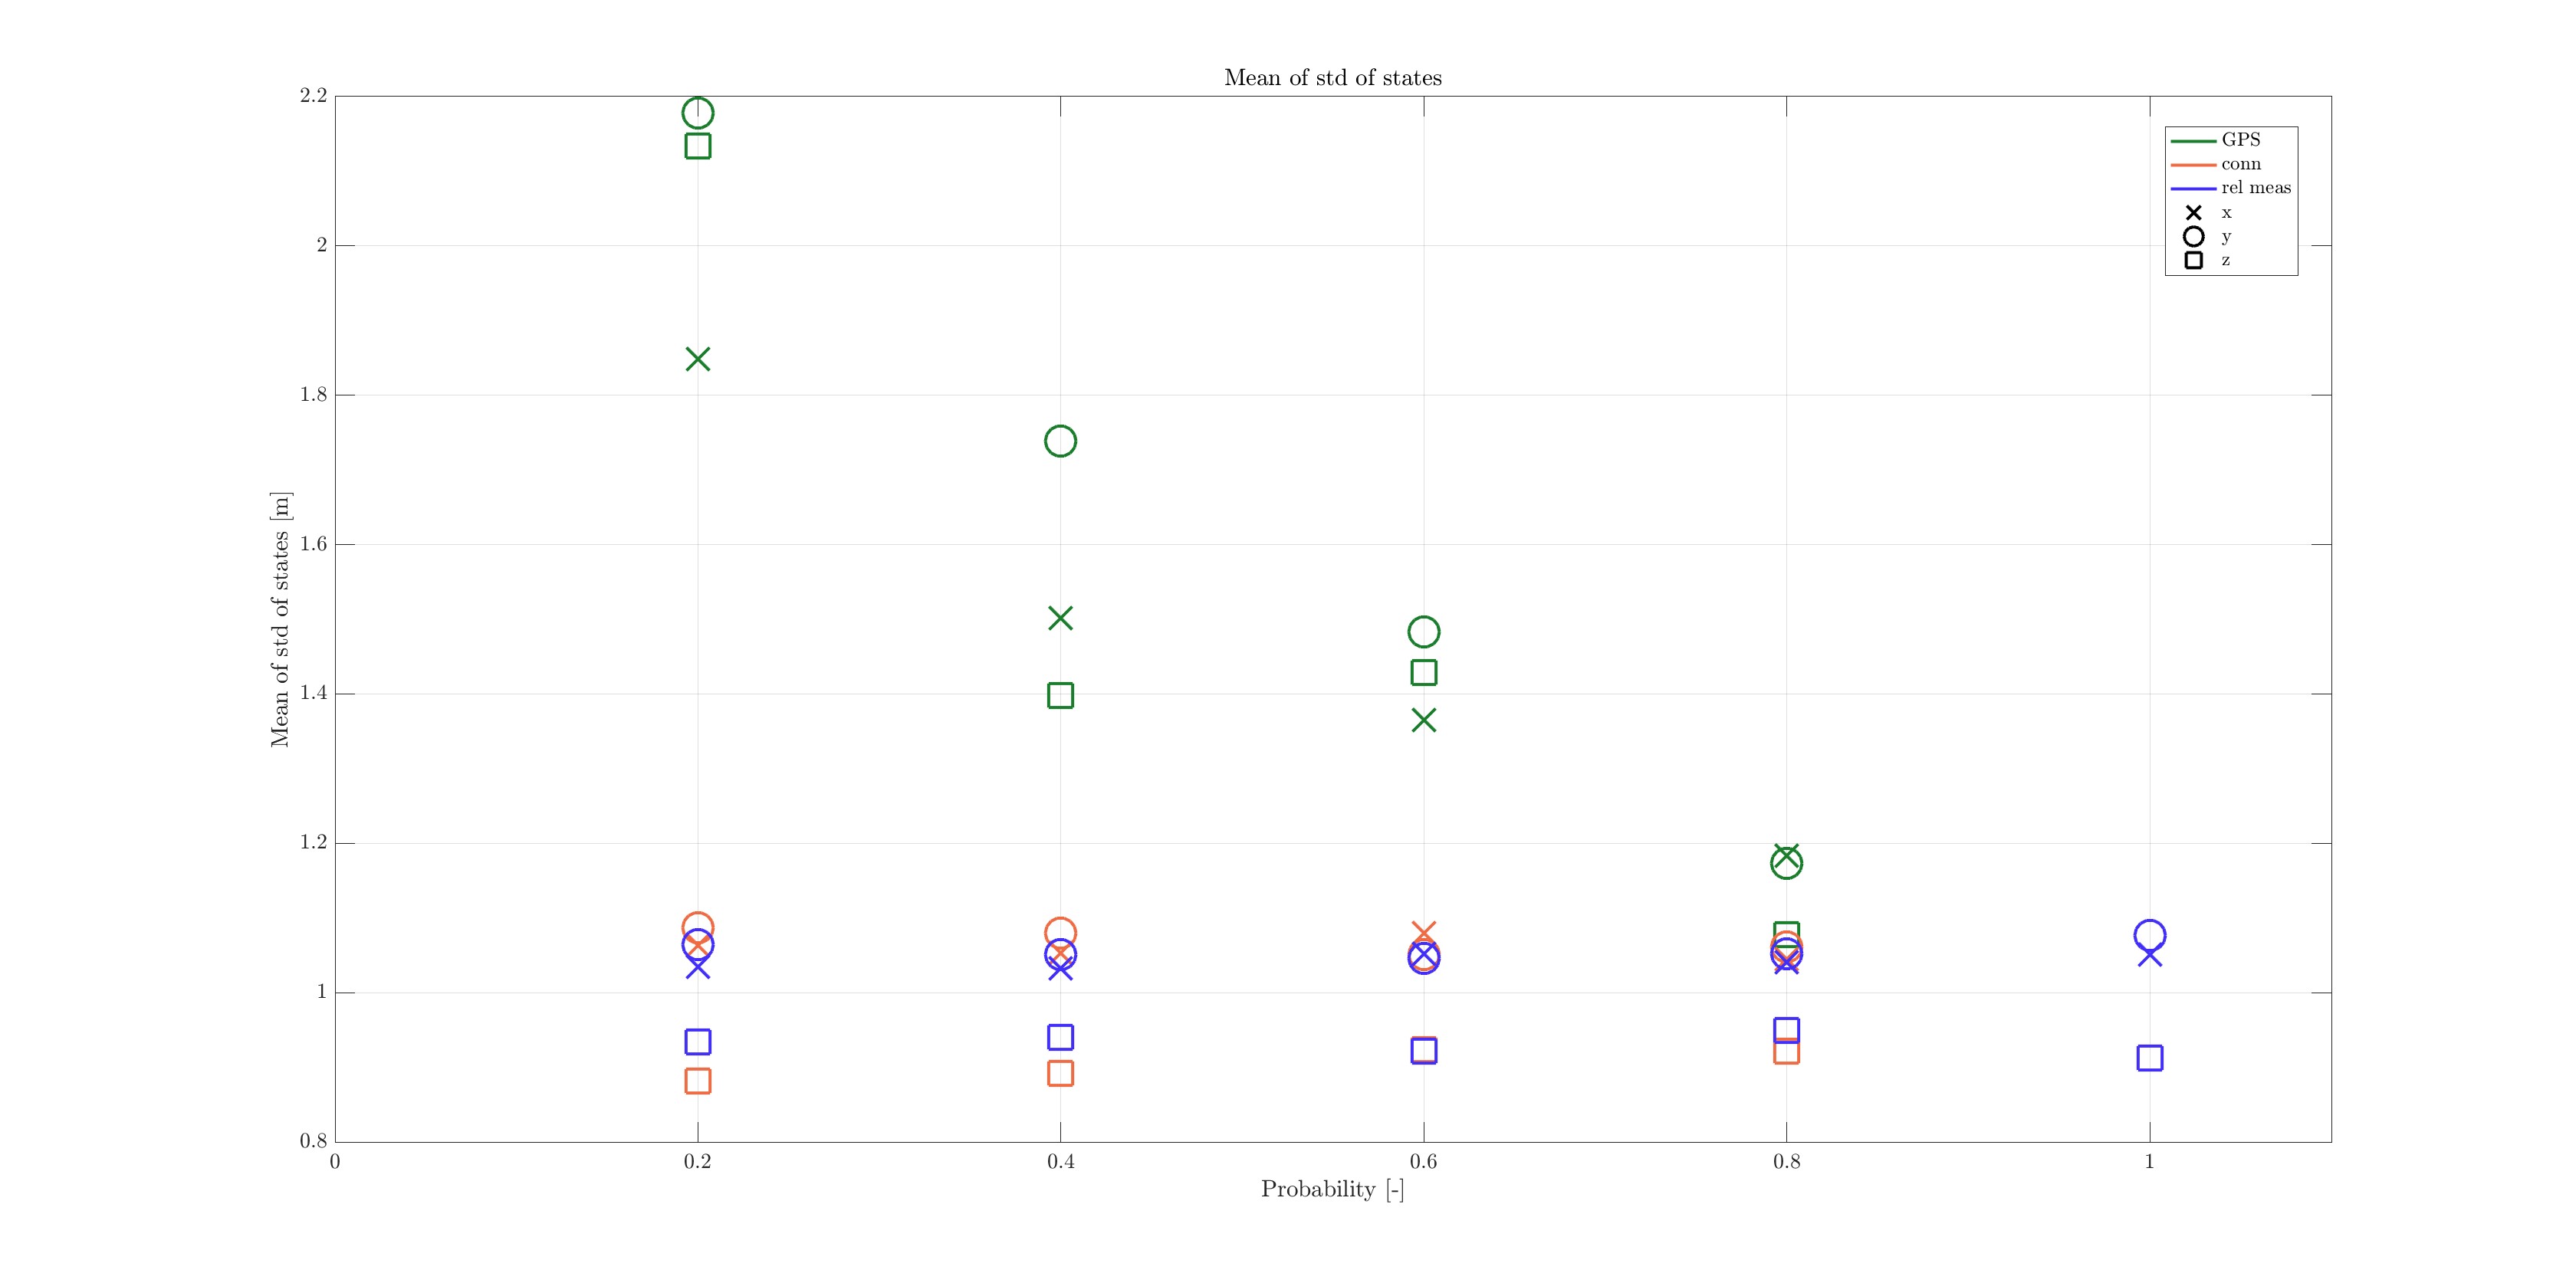 Mean of std of states
2.2
2
1.8
1.6
1.4
1.2
1
0.8
Mean of std of states [m]
0
0.2
0.4
0.6
0.8
1
Probability [-]
GPS
conn
rel meas
x
y
z